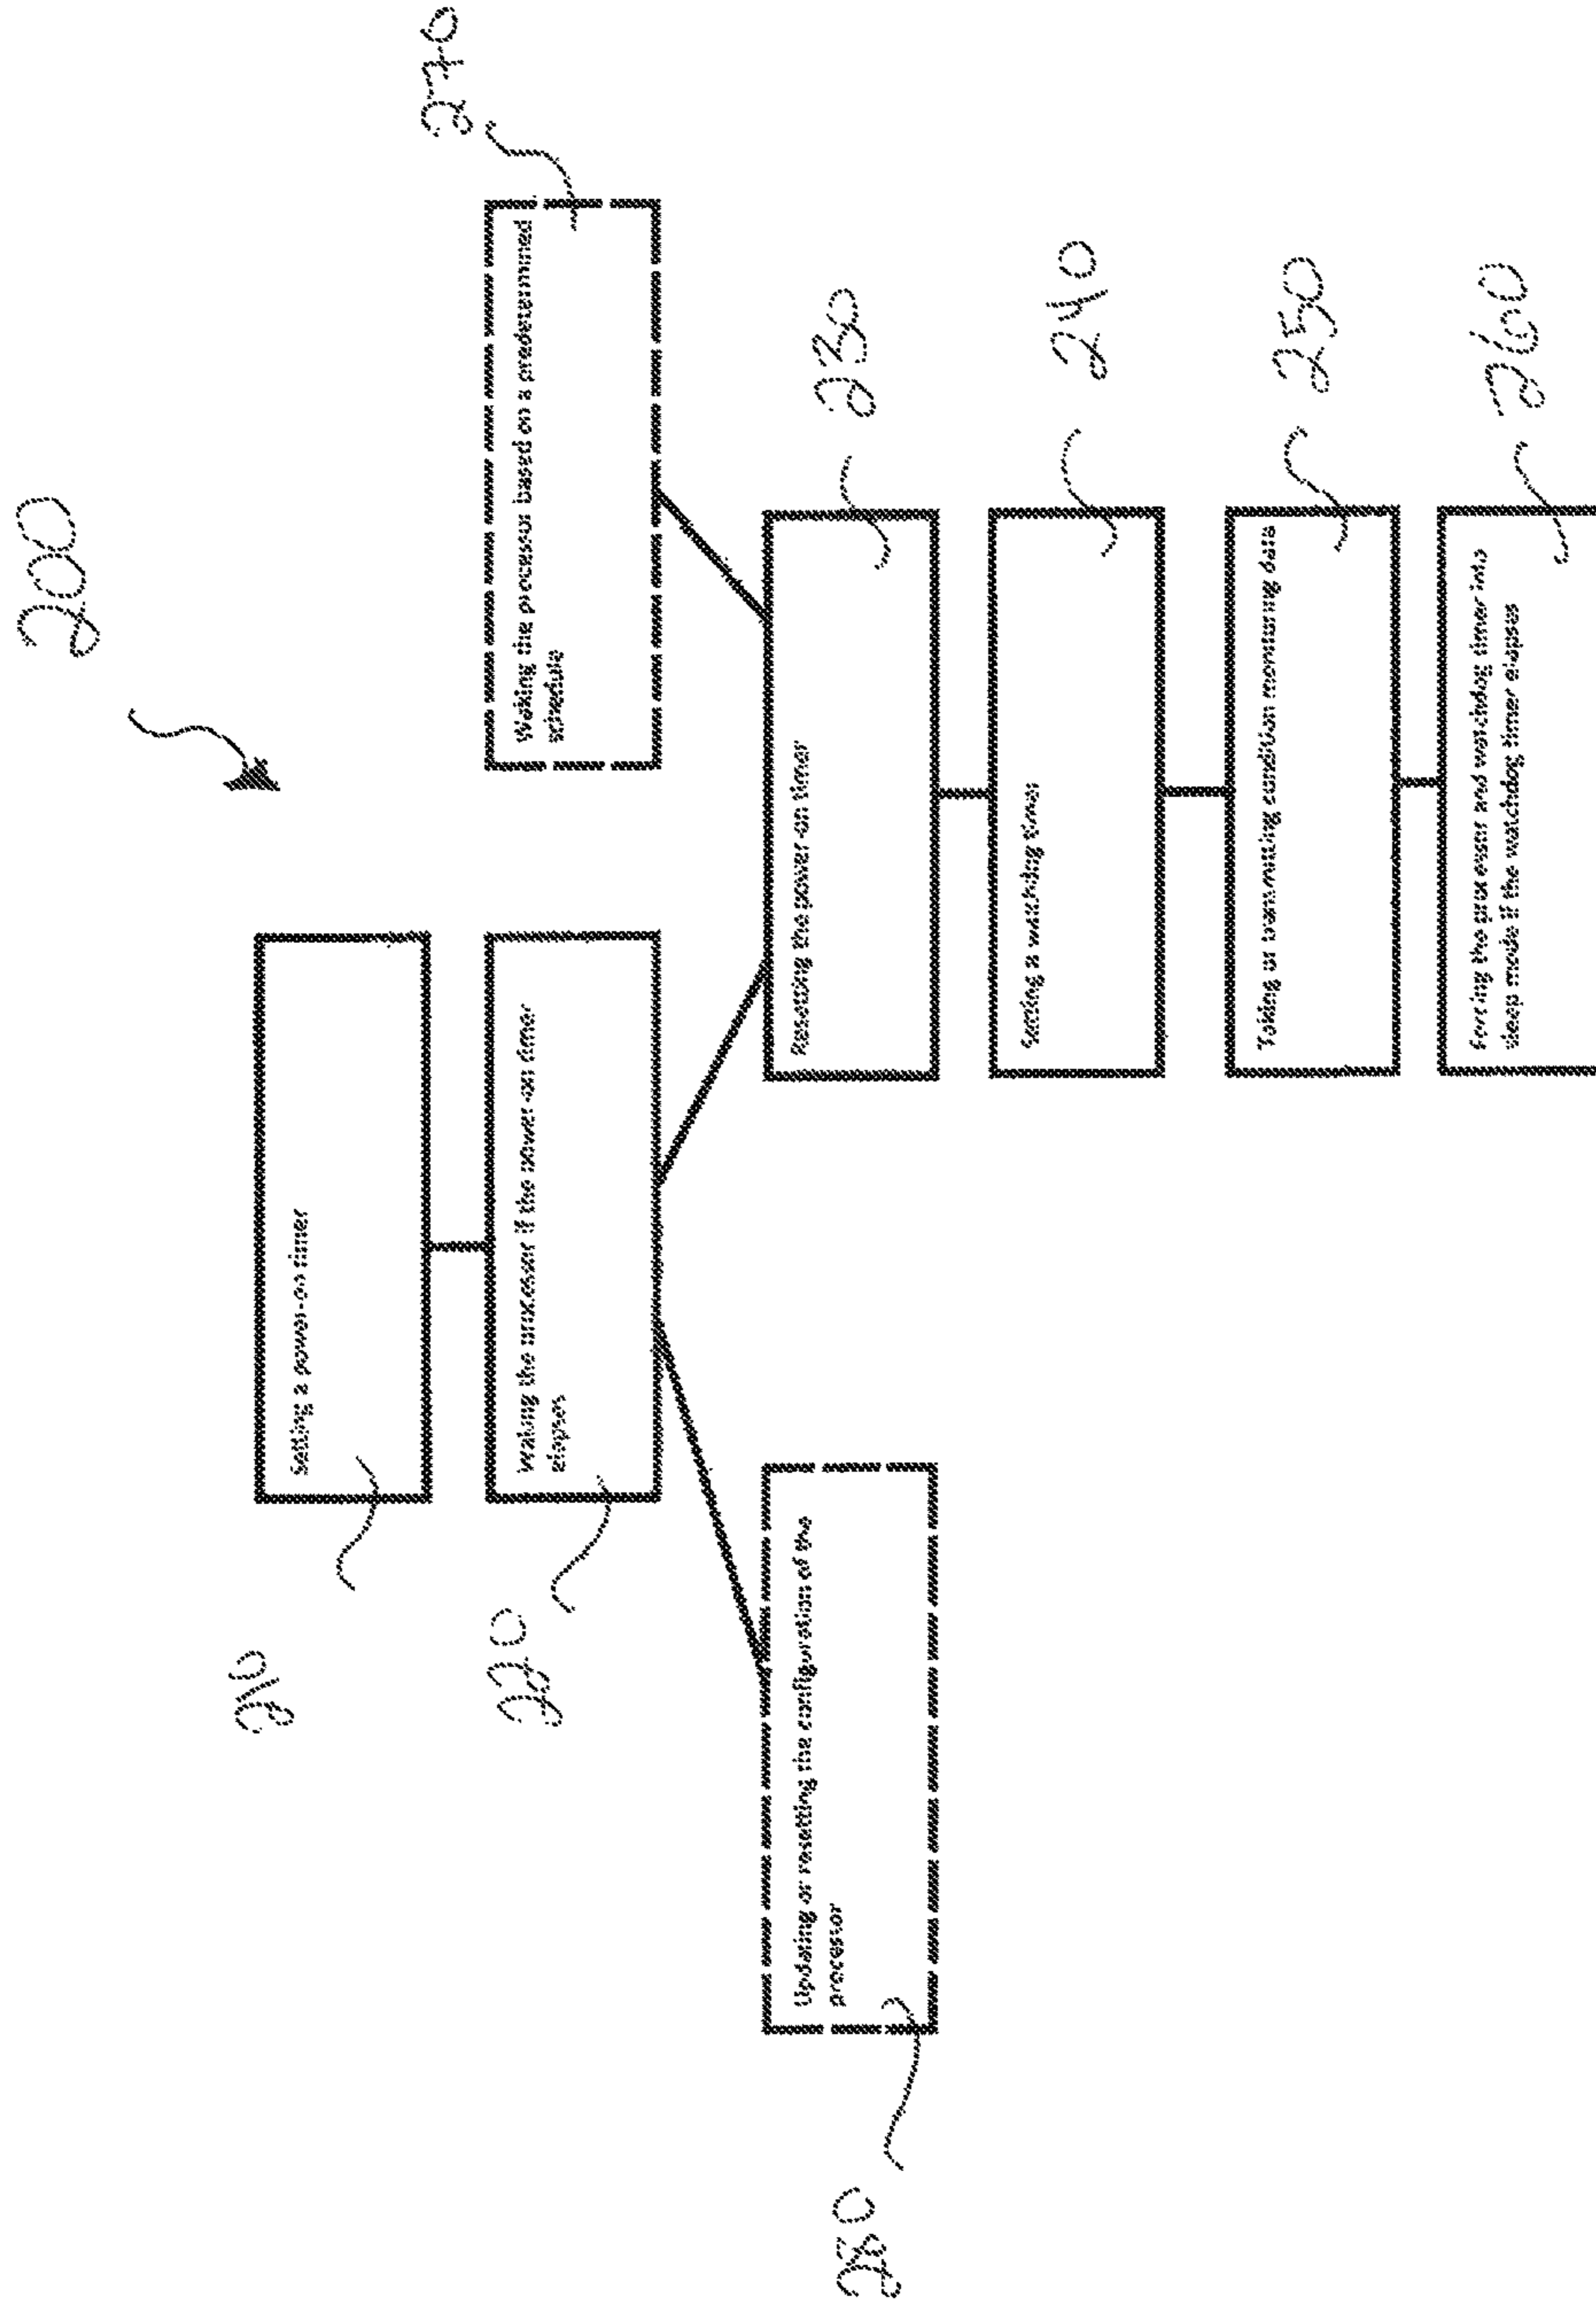 200
210
Setting a power-on timer
220
Waking the processor if the power-on timer
elapses
270
Waking the processor based on a predetermined
schedule
280
Updating or resetting the configuration of the
processor
230
Resetting the power-on timer
240
Setting a watchdog timer
250
Taking or transmitting condition monitoring data
260
Forcing the processor and watchdog timer into
sleep mode if the watchdog timer elapses